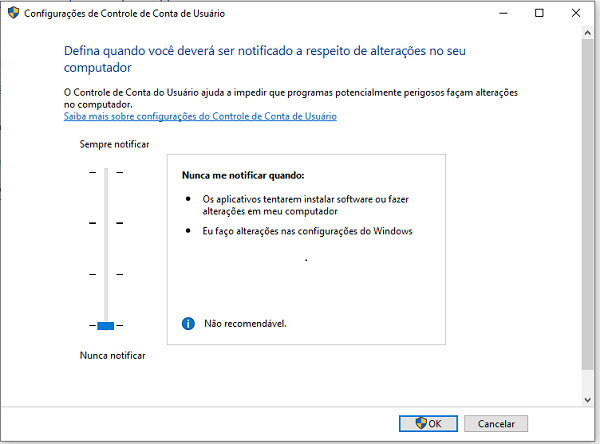 Configurações de Controle de Conta de Usuário
Defina quando você deverá ser notificado a respeito de alterações no seu
computador
O Controle de Conta do Usuário ajuda a impedir que programas potencialmente perigosos façam alterações
no computador.
Saiba mais sobre configurações do Controle de Conta de Usuário
Sempre notificar
Nunca me notificar quando:
• Os aplicativos tentarem instalar software ou fazer
alterações em meu computador
• Eu faço alterações nas configurações do Windows
.
Não recomendável.
Nunca notificar
OK
Cancelar